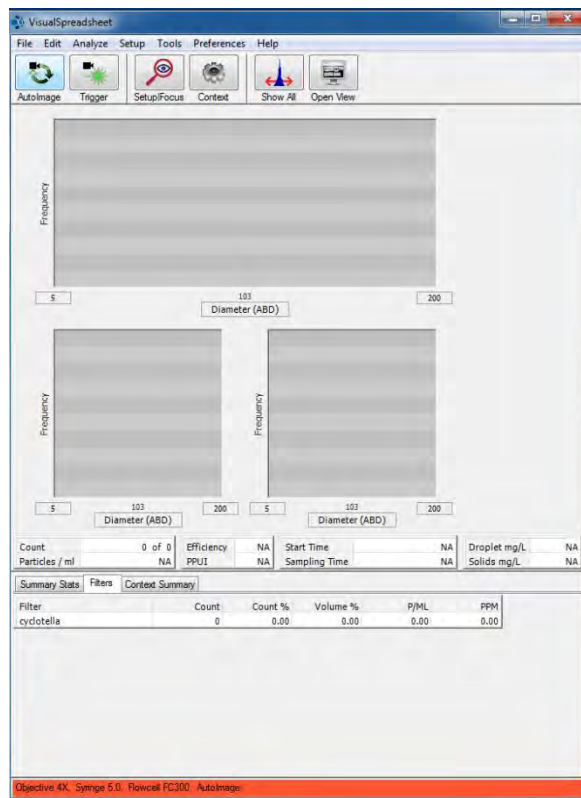 VisualSpreadsheet
File Edit Analyze Setup Tools Preferences Help
AutoImage Trigger Setup/Focus Context Show All Open View
Frequency
5 103 200
Diameter (ABD)
Frequency Frequency
5 103 200 5 103 200
Diameter (ABD) Diameter (ABD)
Count 0 of 0 Efficiency NA Start Time NA Droplet mg/L NA
Particles / ml NA PPUI NA Sampling Time NA Solids mg/L NA
Summary Stats Filters Context Summary
Filter Count Count % Volume % P/ML PPM
cyclotella 0 0.00 0.00 0.00 0.00
Objective 4X, Syringe 5.0, Flowcell FC300, AutoImage